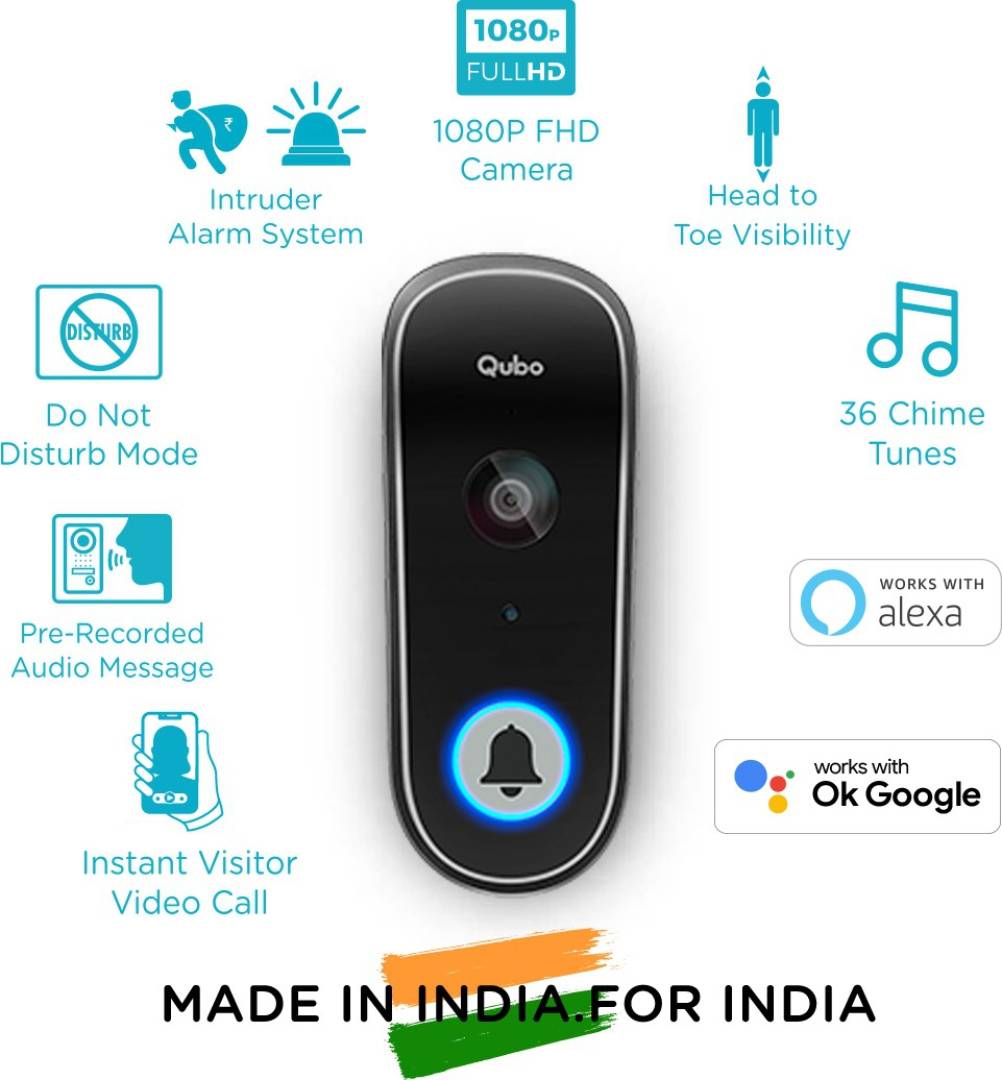 1080P
FULLHD
1080P FHD
Camera
₹
Intruder
Alarm System
Head to
Toe Visibility
DISTURB
Do Not
Disturb Mode
36 Chime
Tunes
Qubo
Pre-Recorded
Audio Message
WORKS WITH
alexa
works with
Ok Google
Instant Visitor
Video Call
MADE IN INDIA.FOR INDIA